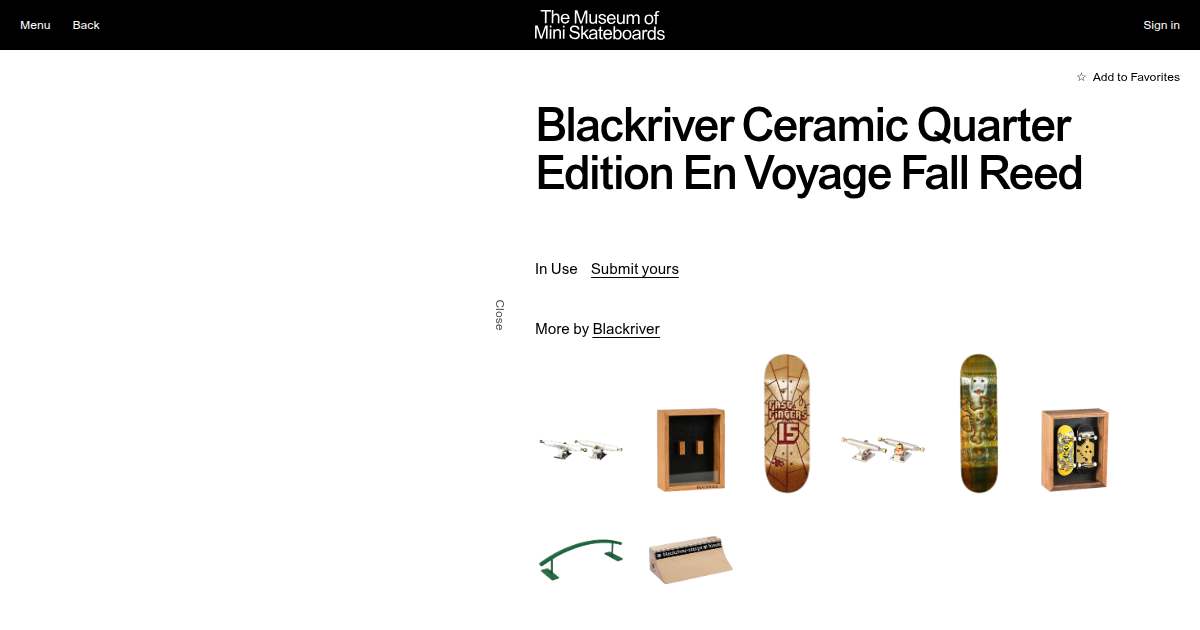 Menu
Back
The Museum of
Mini Skateboards
Sign in
☆ Add to Favorites
Blackriver Ceramic Quarter
Edition En Voyage Fall Reed
In Use
Submit yours
Close
More by Blackriver
FAST
FINGERS
15